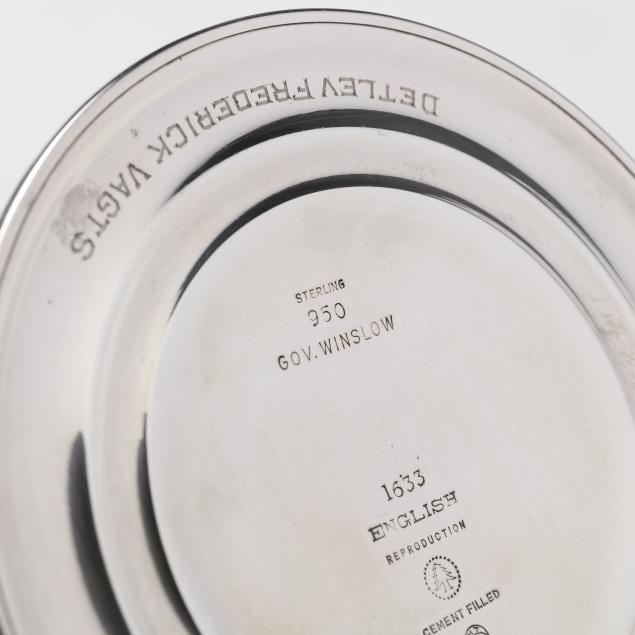 DETLEV FREDERICK VAGTS
STERLING
950
GOV. WINSLOW
1633
ENGLISH
REPRODUCTION
CEMENT FILLED